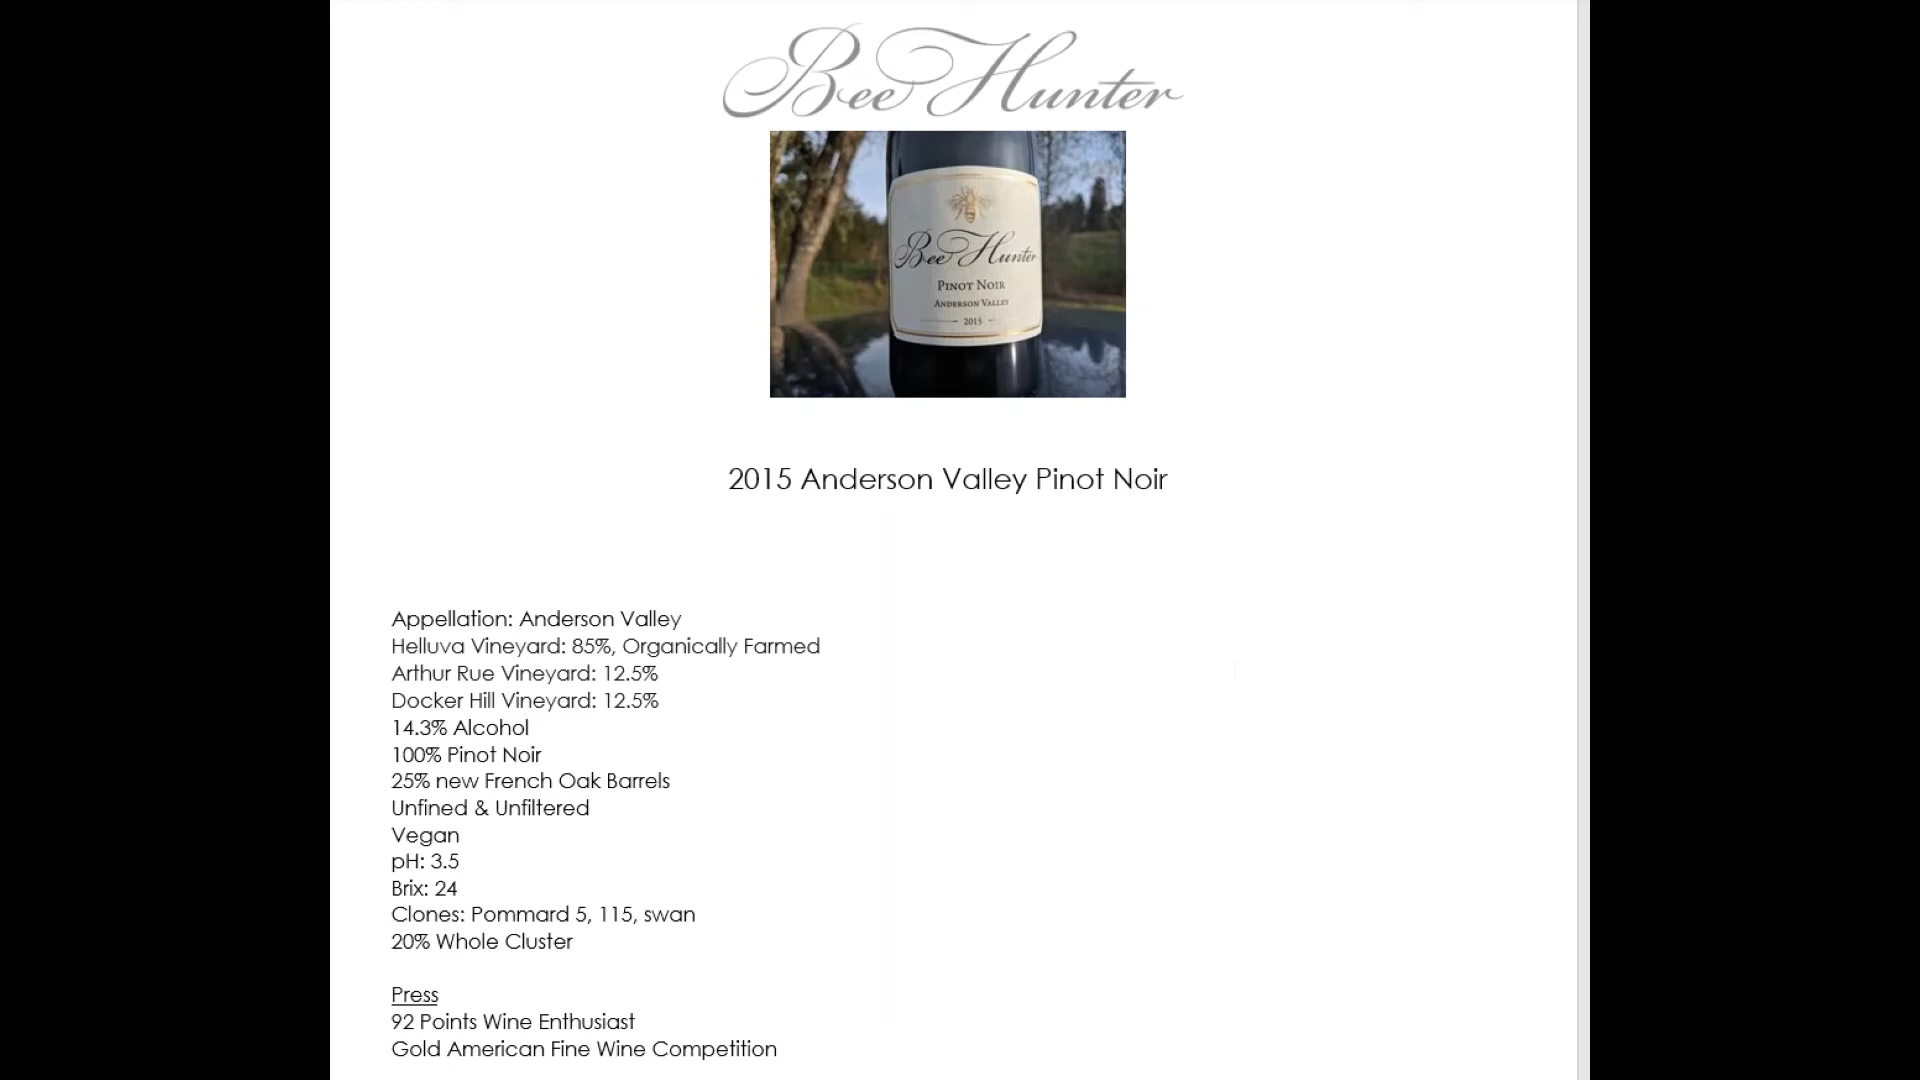 Bee Hunter
Bee Hunter
PINOT NOIR
ANDERSON VALLEY
2015
2015 Anderson Valley Pinot Noir
Appellation: Anderson Valley
Helluva Vineyard: 85%, Organically Farmed
Arthur Rue Vineyard: 12.5%
Docker Hill Vineyard: 12.5%
14.3% Alcohol
100% Pinot Noir
25% new French Oak Barrels
Unfined & Unfiltered
Vegan
pH: 3.5
Brix: 24
Clones: Pommard 5, 115, swan
20% Whole Cluster
Press
92 Points Wine Enthusiast
Gold American Fine Wine Competition